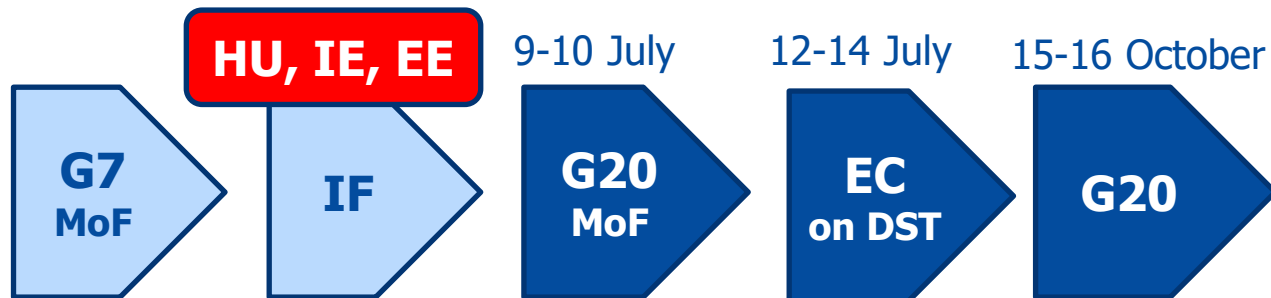 HU, IE, EE
9-10 July
12-14 July
15-16 October
G7
MoF
IF
G20
MoF
EC
on DST
G20